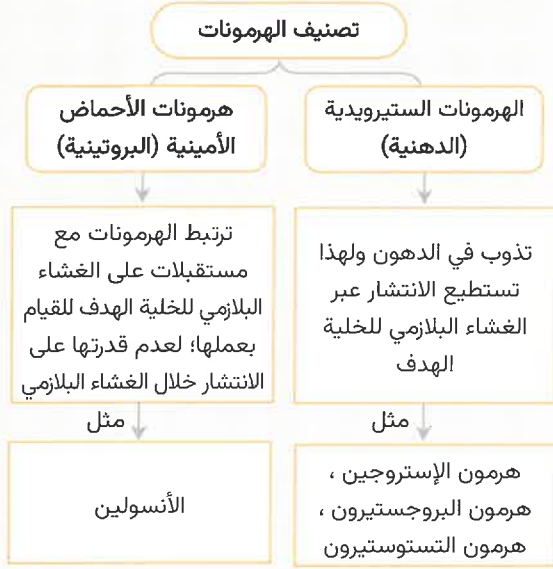 تصنيف الهرمونات
الهرمونات الستيرويدية
(الدهنية)
تذوب في الدهون ولهذا
تستطيع الانتشار عبر
الغشاء البلازمي للخلية
الهدف
مثل
هرمون الإستروجين ،
هرمون البروجستيرون ،
هرمون التستوستيرون
هرمونات الأحماض
الأمينية (البروتينية)
ترتبط الهرمونات مع
مستقبلات على الغشاء
البلازمي للخلية الهدف للقيام
بعملها؛ لعدم قدرتها على
الانتشار خلال الغشاء البلازمي
مثل
الأنسولين